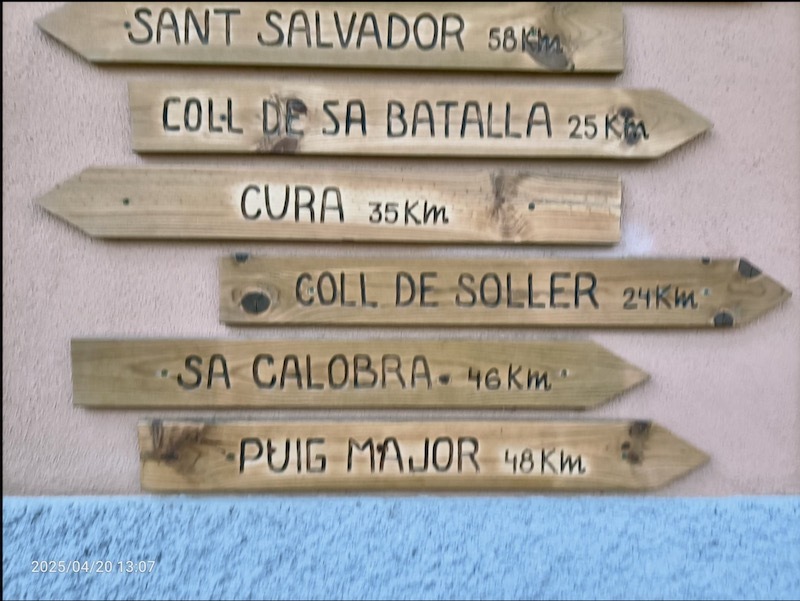 SANT SALVADOR 58Km
COLL DE SA BATALLA 25Km
CURA 35Km
COLL DE SOLLER 24Km
SA CALOBRA 46Km
PUIG MAJOR 48Km
2025/04/20 13:07